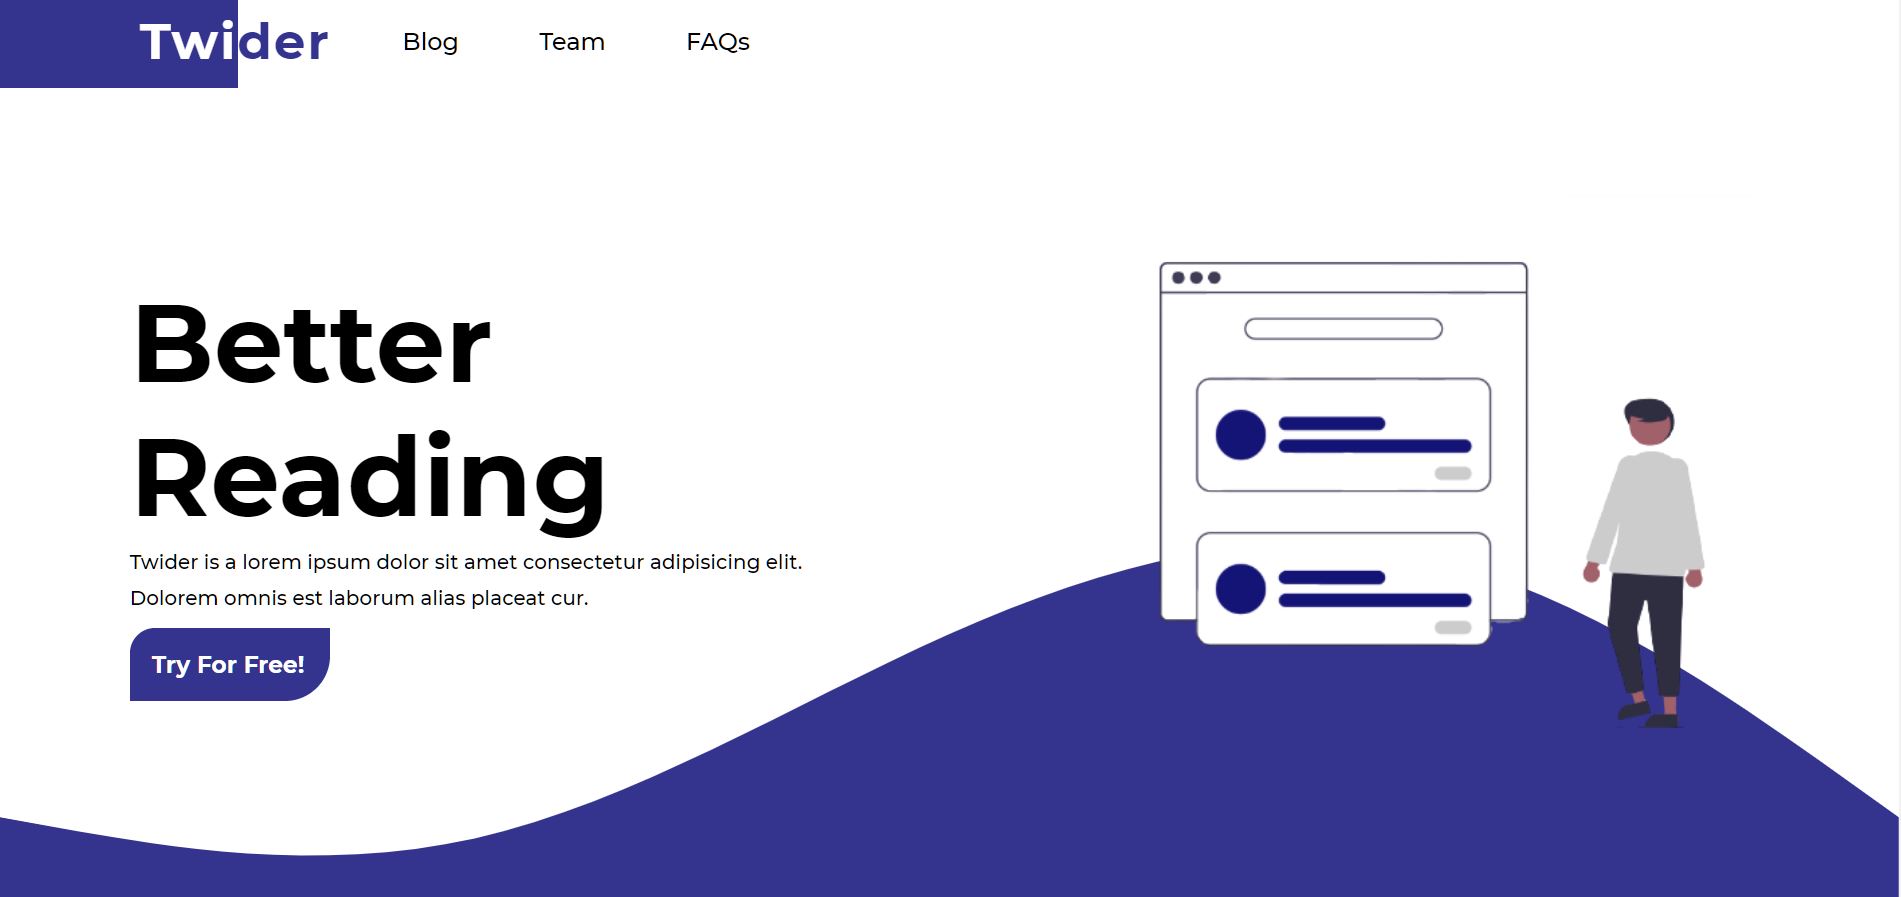 Twider Blog Team FAQs
Better
Reading
Twider is a lorem ipsum dolor sit amet consectetur adipisicing elit.
Dolorem omnis est laborum alias placeat cur.
Try For Free!